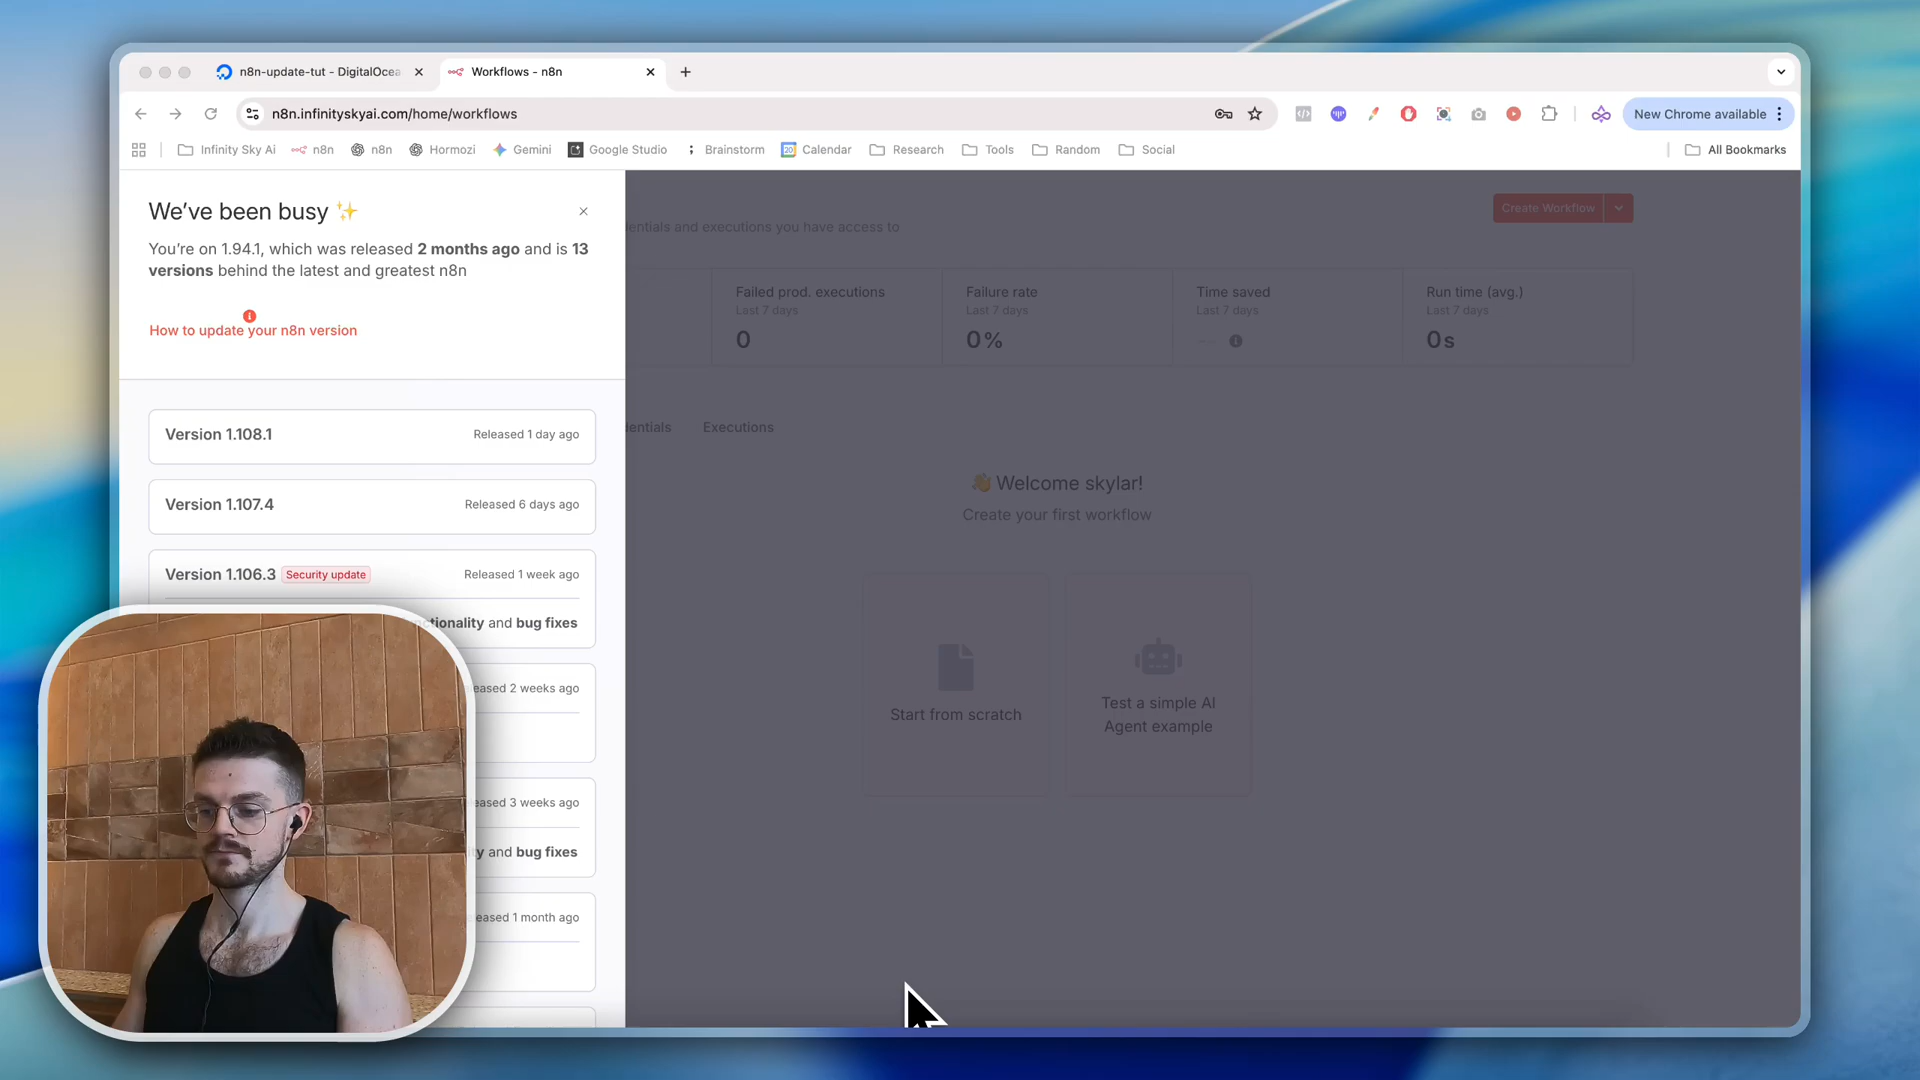 n8n-update-tut - DigitalOcea
Workflows - n8n
n8n.infinityskyai.com/home/workflows
New Chrome available
Infinity Sky Ai
n8n
n8n
Hormozi
Gemini
Google Studio
Brainstorm
Calendar
Research
Tools
Random
Social
All Bookmarks
We've been busy ✨
You're on 1.94.1, which was released 2 months ago and is 13
versions behind the latest and greatest n8n
How to update your n8n version
Version 1.108.1
Released 1 day ago
Version 1.107.4
Released 6 days ago
Version 1.106.3
Security update
Released 1 week ago
nctionality and bug fixes
eleased 2 weeks ago
eleased 3 weeks ago
ty and bug fixes
eleased 1 month ago
entials and executions you have access to
Create Workflow
Failed prod. executions
Last 7 days
0
Failure rate
Last 7 days
0%
Time saved
Last 7 days
--
Run time (avg.)
Last 7 days
0s
entials
Executions
👋 Welcome skylar!
Create your first workflow
Start from scratch
Test a simple AI
Agent example